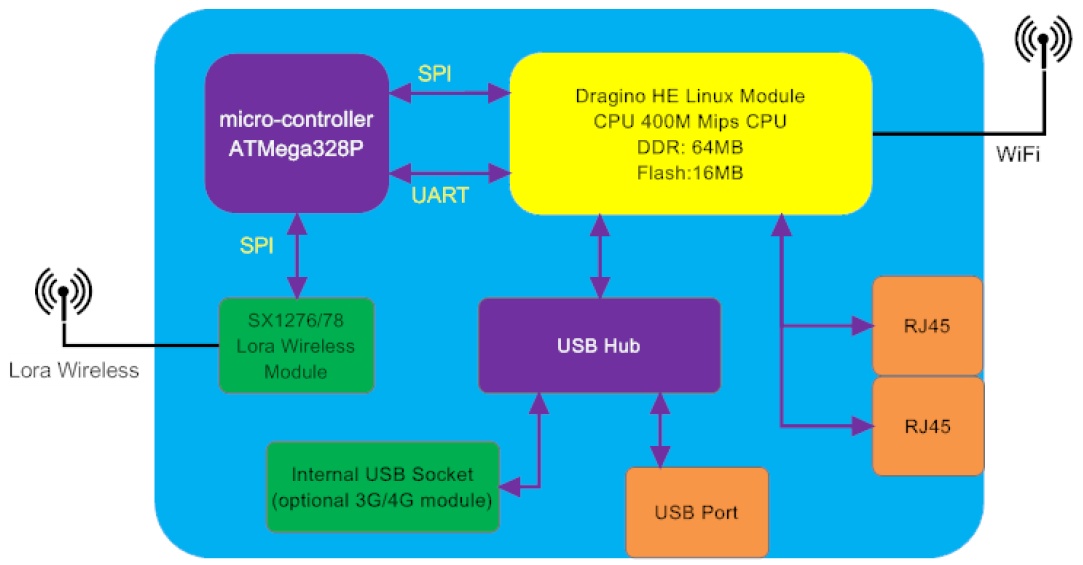 SPI
micro-controller
ATMega328P
Dragino HE Linux Module
CPU 400M Mips CPU
DDR: 64MB
Flash:16MB
WiFi
UART
SPI
SX1276/78
Lora Wireless
Module
Lora Wireless
USB Hub
RJ45
RJ45
Internal USB Socket
(optional 3G/4G module)
USB Port